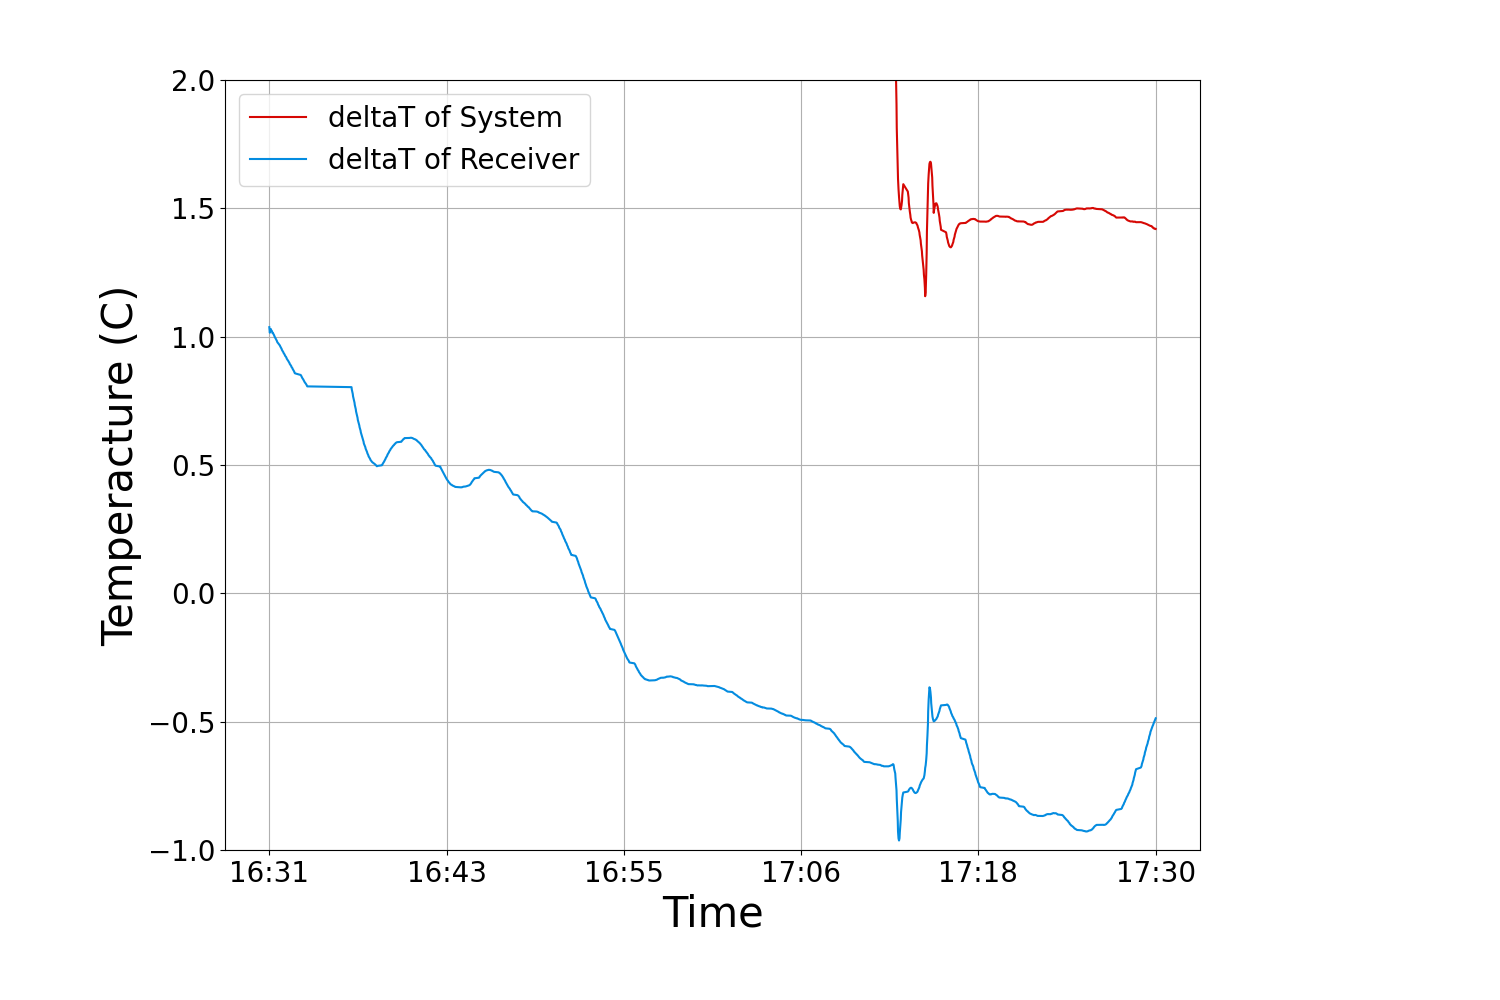 2.0
1.5
1.0
0.5
0.0
−0.5
−1.0
deltaT of System
deltaT of Receiver
Temperacture (C)
16:31 16:43 16:55 17:06 17:18 17:30
Time